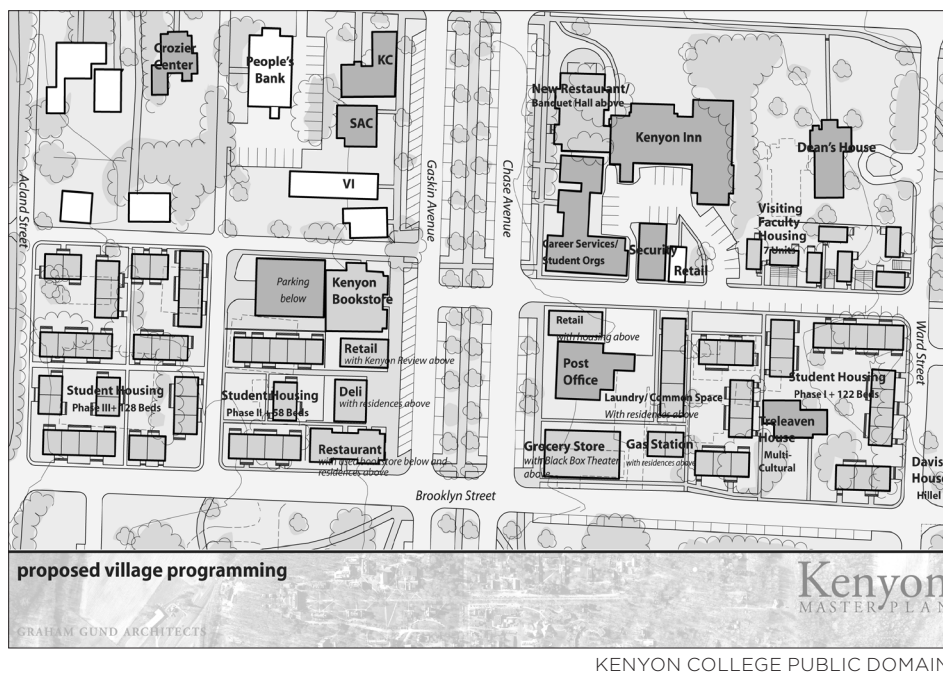 Crozier
Center
People's
Bank
KC
SAC
VI
New Restaurant/
Banquet Hall above
Kenyon Inn
Dean's House
Acland Street
Gaskin Avenue
Chase Avenue
Career Services/
Student Orgs
Security
Retail
Visiting
Faculty
Housing
7 Units
Parking
below
Kenyon
Bookstore
Retail
with Kenyon Review above
Deli
with residences above
Student Housing
Phase III+ 128 Beds
Student Housing
Phase II + 58 Beds
Restaurant
with used bookstore below and
residences above
Retail
with housing above
Post
Office
Laundry/Common Space
With residences above
Grocery Store
with Black Box Theater
above
Gas Station
with residences above
Student Housing
Phase I + 122 Beds
Treleaven
House
Multi-
Cultural
Ward Street
Davis
House
Hillel
Brooklyn Street
proposed village programming
GRAHAM GUND ARCHITECTS
Kenyon
MASTER PLAN
KENYON COLLEGE PUBLIC DOMAIN